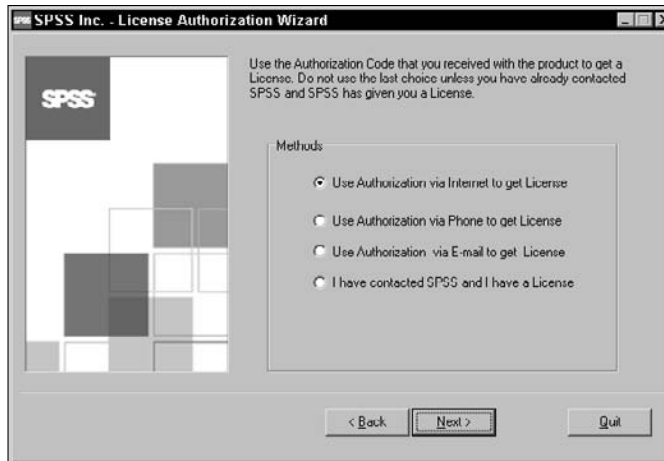 SPSS SPSS Inc. - License Authorization Wizard
Use the Authorization Code that you received with the product to get a
License. Do not use the last choice unless you have already contacted
SPSS and SPSS has given you a License.
SPSS
Methods
Use Authorization via Internet to get License
Use Authorization via Phone to get License
Use Authorization via E-mail to get License
I have contacted SPSS and I have a License
< Back
Next >
Quit